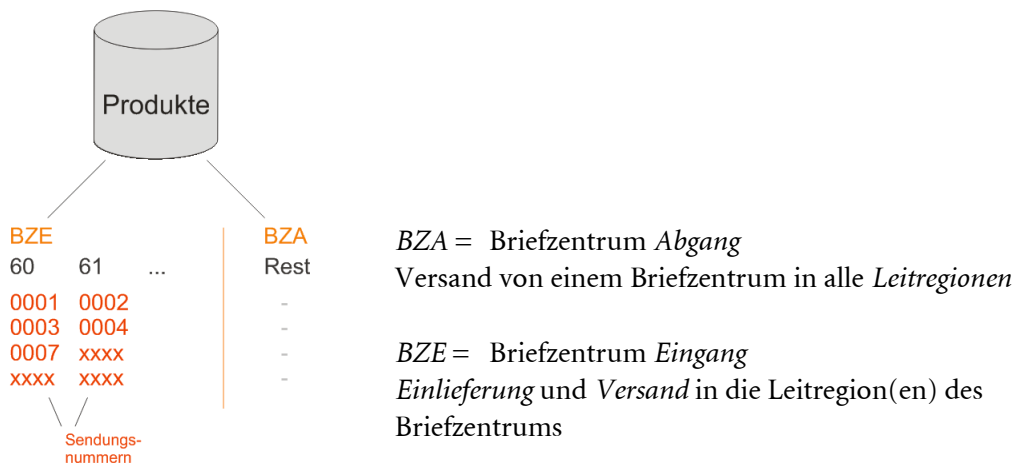 Produkte
BZE
BZA
60 61 ... Rest
0001 0002 -
0003 0004 -
0007 xxxx -
xxxx xxxx -
Sendungs-
nummern
BZA = Briefzentrum Abgang
Versand von einem Briefzentrum in alle Leitregionen
BZE = Briefzentrum Eingang
Einlieferung und Versand in die Leitregion(en) des
Briefzentrums